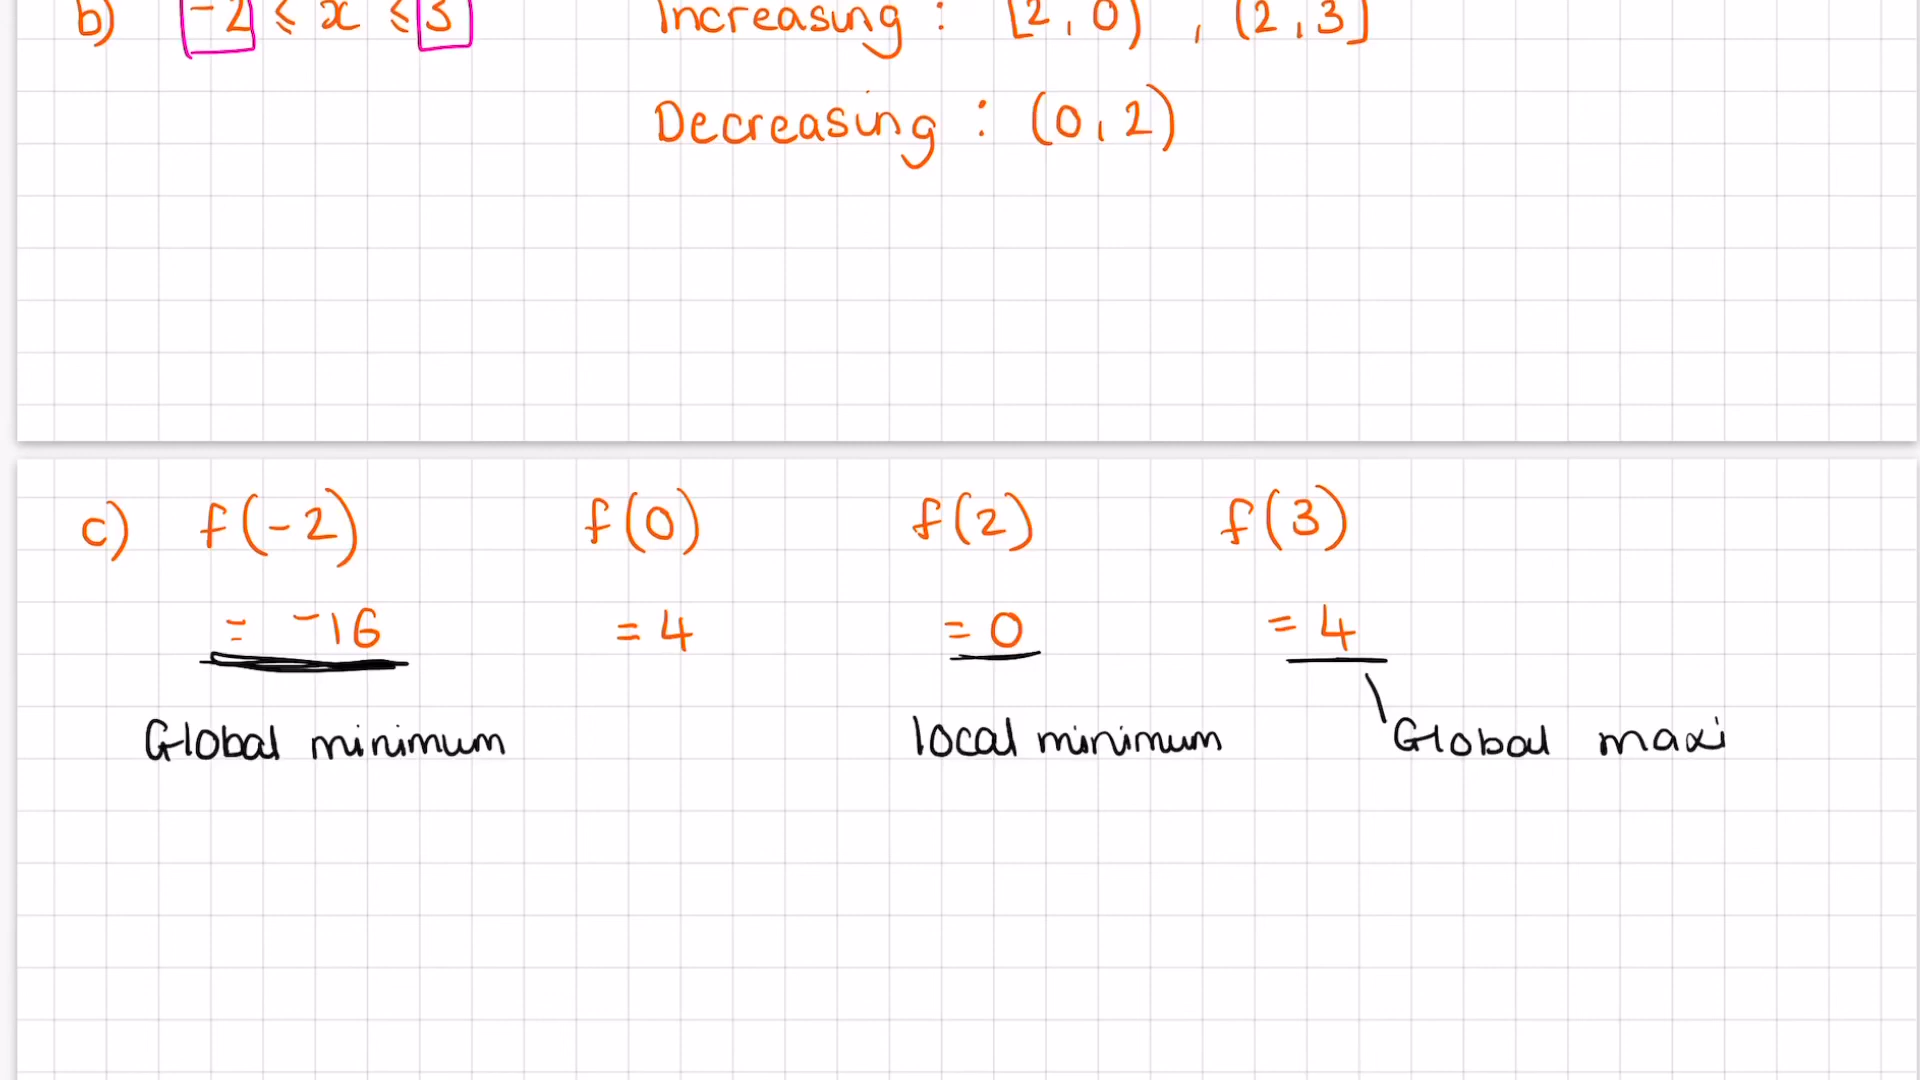 b) -2 ≤ x ≤ 3 Increasing : [2, 0) , (2, 3]
Decreasing : (0, 2)
c) f(-2) f(0) f(2) f(3)
= -16 = 4 = 0 = 4
Global minimum local minimum Global maxi